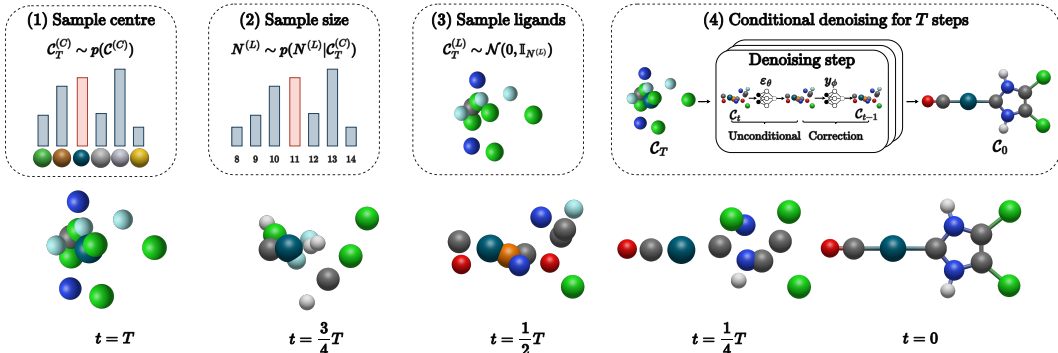 (1) Sample centre
𝒞_T^{(C)} ∼ p(𝒞^{(C)})
(2) Sample size
N^{(L)} ∼ p(N^{(L)}|𝒞_T^{(C)})
8 9 10 11 12 13 14
(3) Sample ligands
𝒞_T^{(L)} ∼ 𝒩(0, 𝕀_{N^{(L)}})
(4) Conditional denoising for T steps
𝒞_T
Denoising step
ε_θ
y_ϕ
𝒞_t
𝒞_{t−1}
Unconditional
Correction
𝒞_0
t = T
t = 3/4 T
t = 1/2 T
t = 1/4 T
t = 0